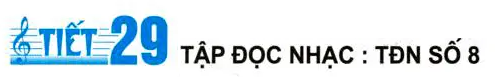 TIẾT 29 TẬP ĐỌC NHẠC : TĐN SỐ 8